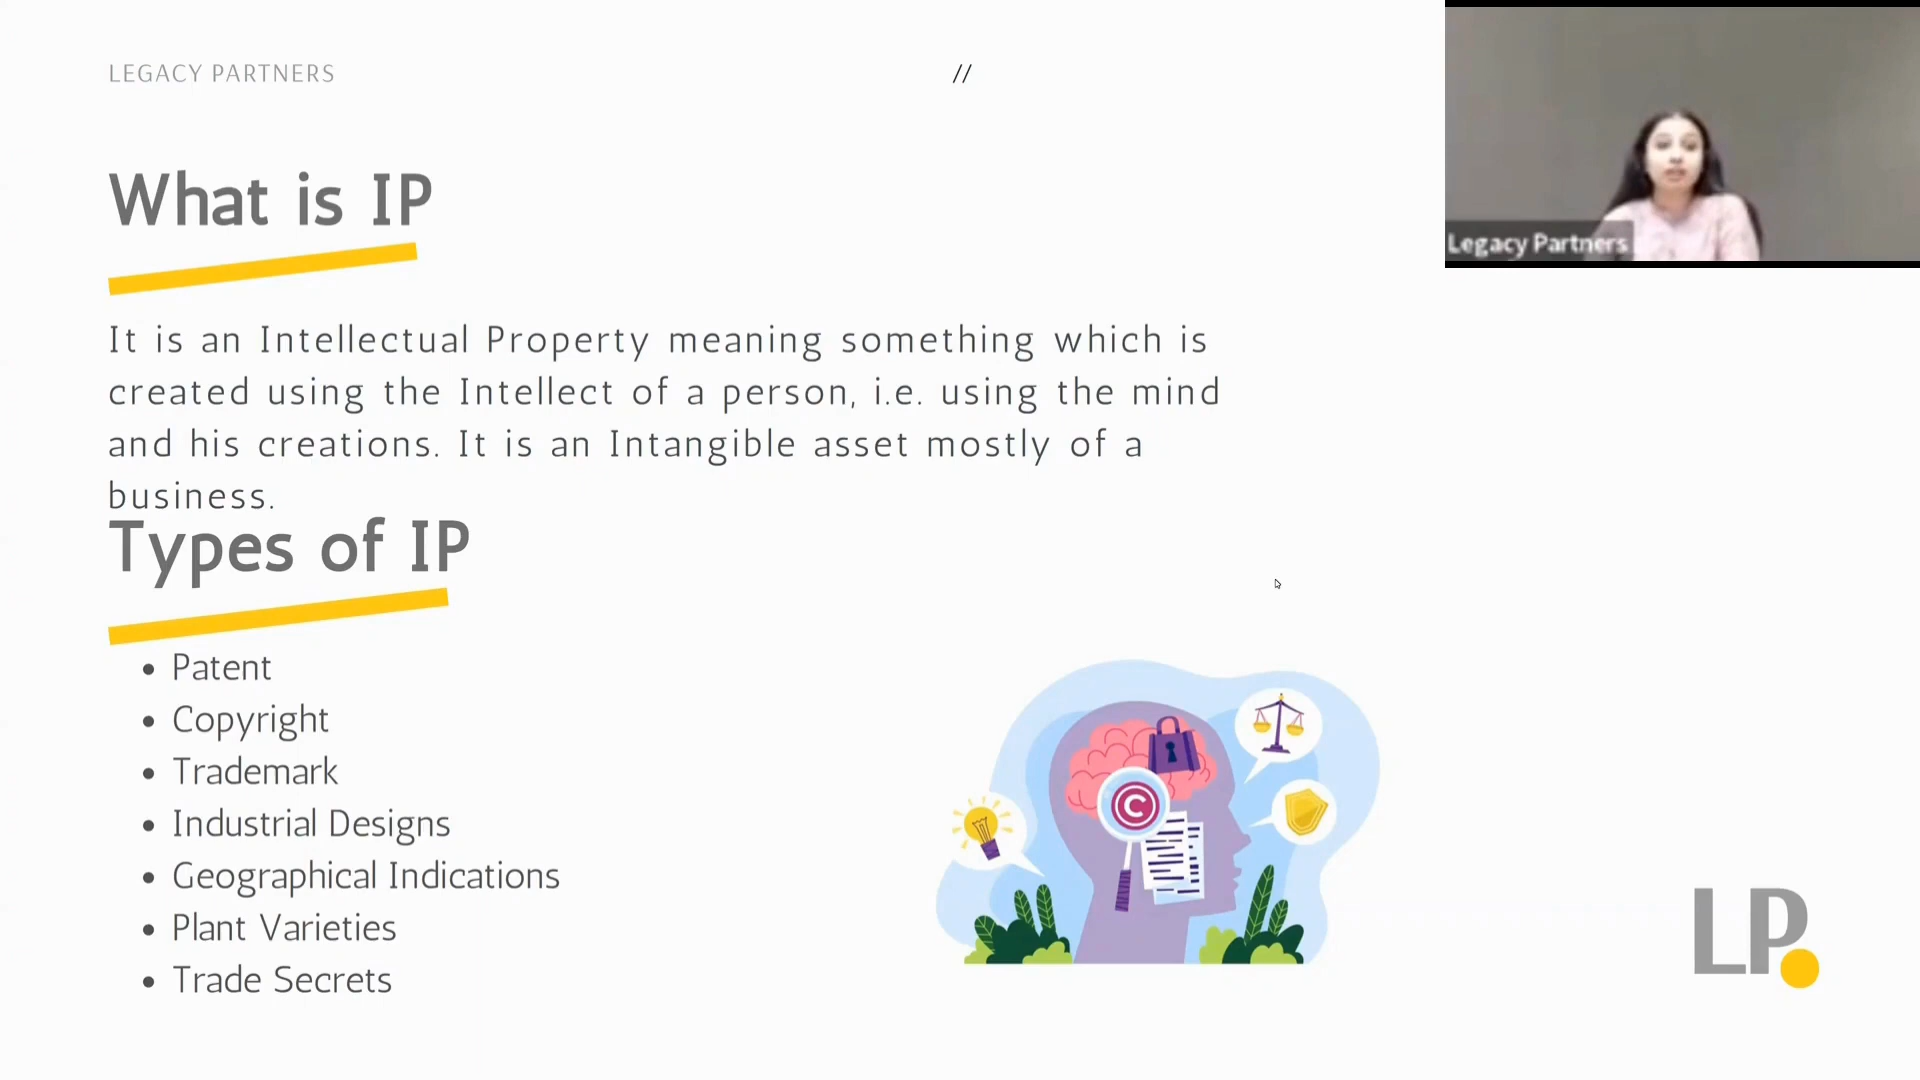 LEGACY PARTNERS
//
Legacy Partners
What is IP
It is an Intellectual Property meaning something which is
created using the Intellect of a person, i.e. using the mind
and his creations. It is an Intangible asset mostly of a
business.
Types of IP
• Patent
• Copyright
• Trademark
• Industrial Designs
• Geographical Indications
• Plant Varieties
• Trade Secrets
©
LP